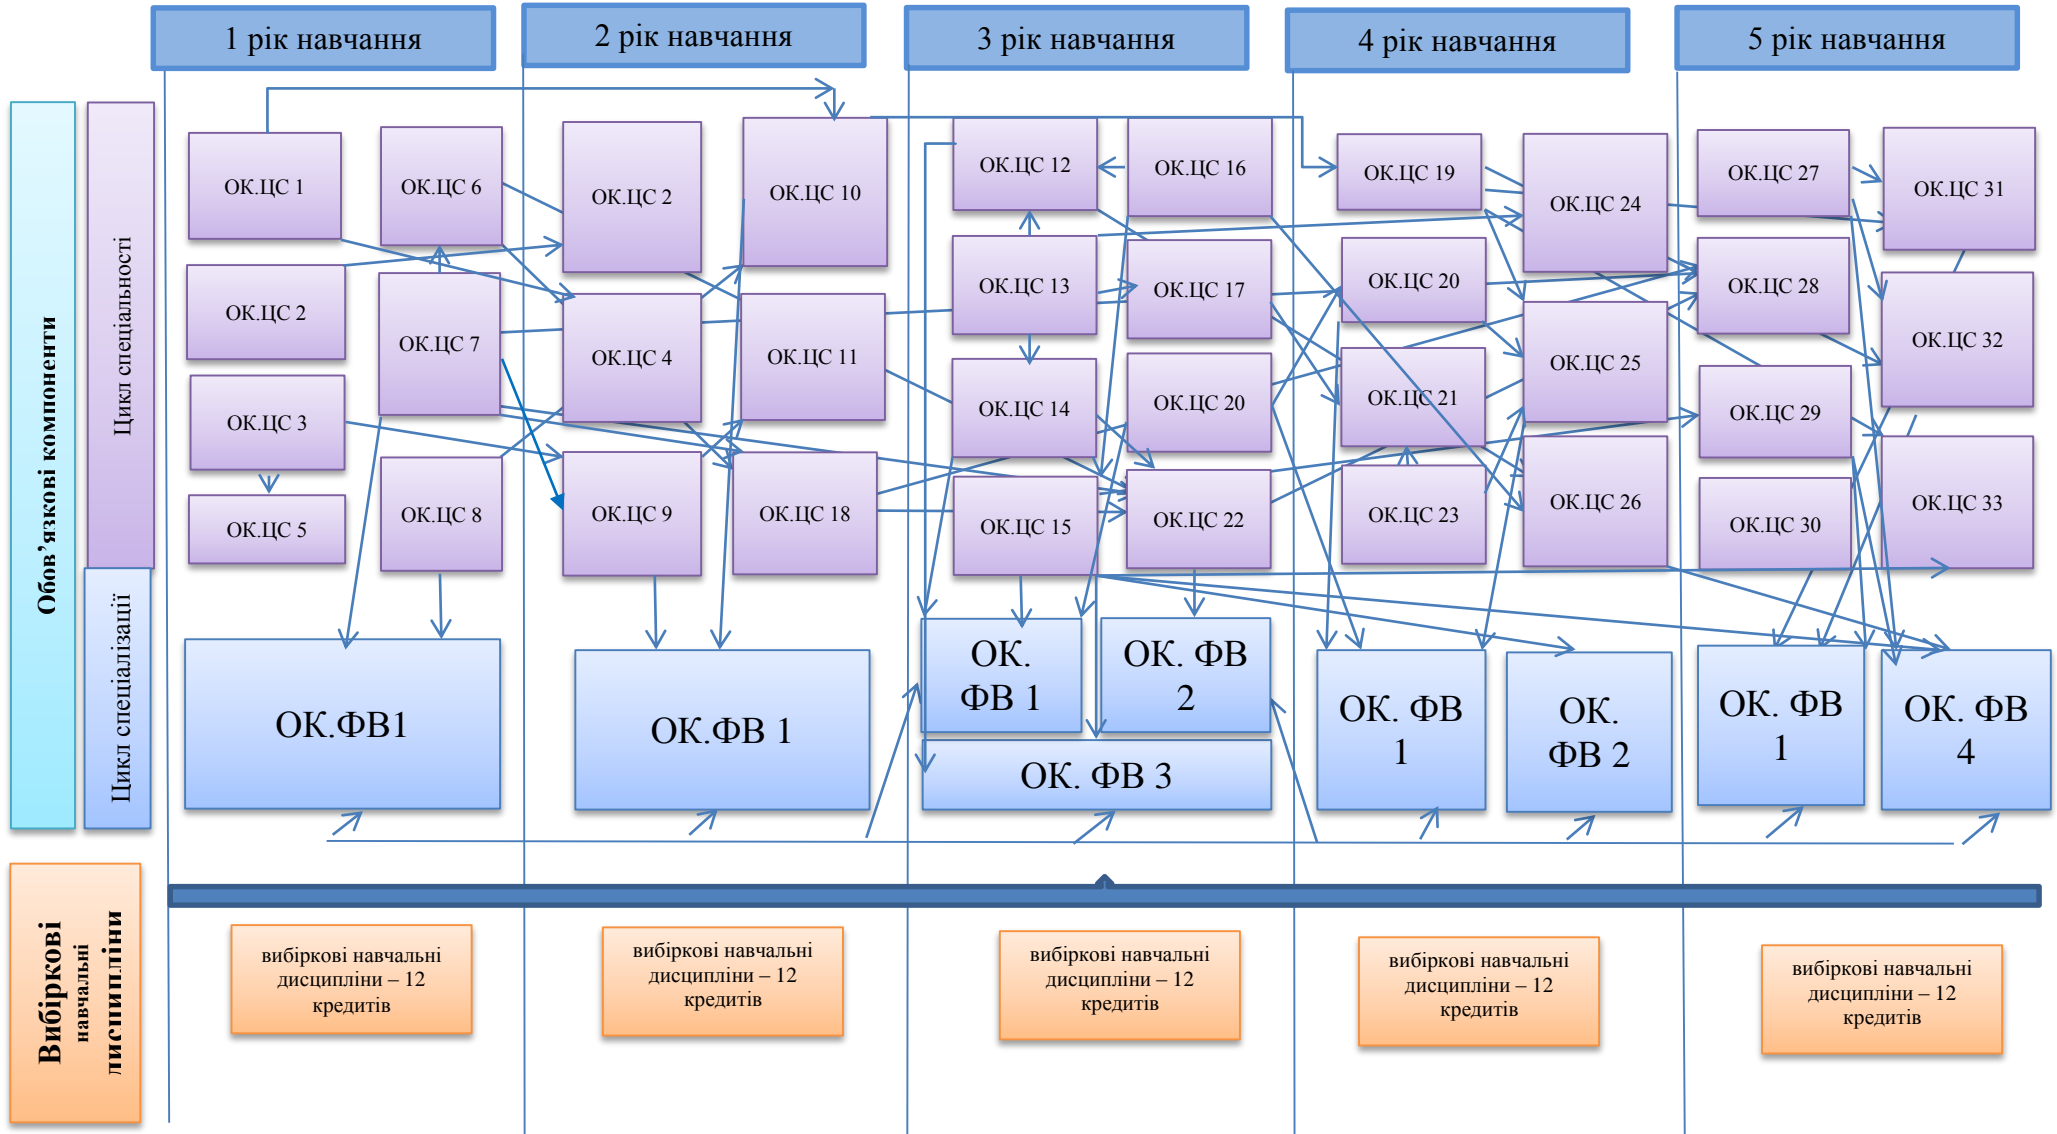 1 рік навчання
2 рік навчання
3 рік навчання
4 рік навчання
5 рік навчання
Обов’язкові компоненти
Цикл спеціальності
Цикл спеціалізації
ОК.ЦС 1
ОК.ЦС 2
ОК.ЦС 3
ОК.ЦС 5
ОК.ЦС 6
ОК.ЦС 7
ОК.ЦС 8
ОК.ЦС 2
ОК.ЦС 4
ОК.ЦС 9
ОК.ЦС 10
ОК.ЦС 11
ОК.ЦС 18
ОК.ЦС 12
ОК.ЦС 13
ОК.ЦС 14
ОК.ЦС 15
ОК.ЦС 16
ОК.ЦС 17
ОК.ЦС 20
ОК.ЦС 22
ОК.ЦС 19
ОК.ЦС 20
ОК.ЦС 21
ОК.ЦС 23
ОК.ЦС 24
ОК.ЦС 25
ОК.ЦС 26
ОК.ЦС 27
ОК.ЦС 28
ОК.ЦС 29
ОК.ЦС 30
ОК.ЦС 31
ОК.ЦС 32
ОК.ЦС 33
ОК.ФВ1
ОК.ФВ 1
ОК.
ФВ 1
ОК. ФВ
2
ОК. ФВ 3
ОК. ФВ
1
ОК.
ФВ 2
ОК. ФВ
1
ОК. ФВ
4
Вибіркові
навчальні
дисципліни
вибіркові навчальні
дисципліни – 12
кредитів
вибіркові навчальні
дисципліни – 12
кредитів
вибіркові навчальні
дисципліни – 12
кредитів
вибіркові навчальні
дисципліни – 12
кредитів
вибіркові навчальні
дисципліни – 12
кредитів